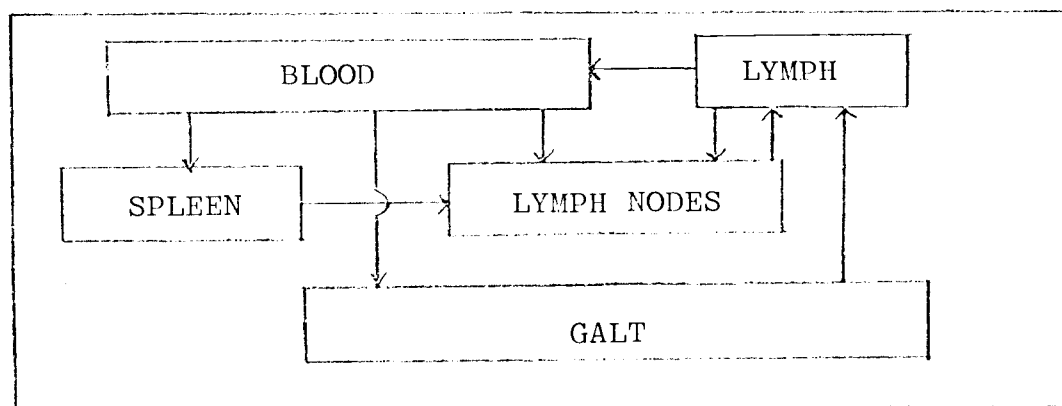 BLOOD
LYMPH
SPLEEN
LYMPH NODES
GALT